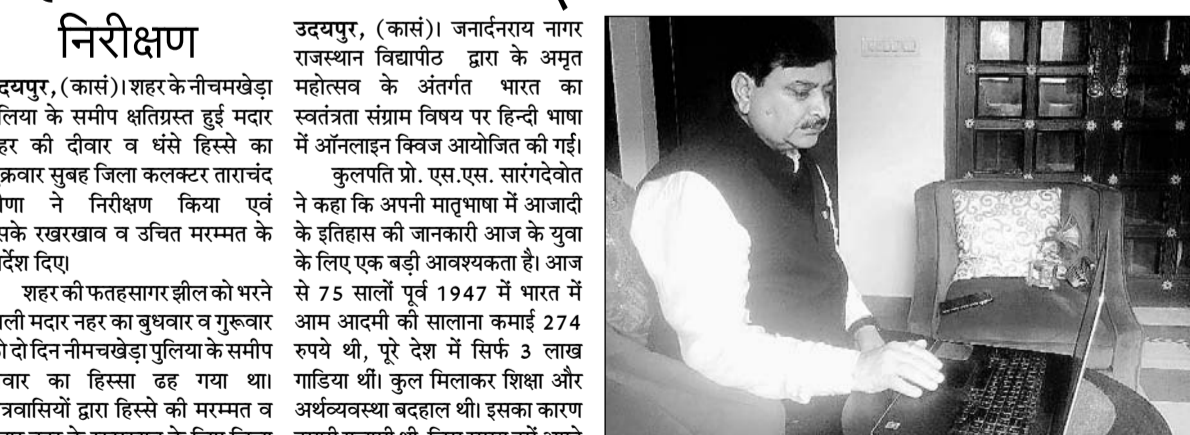 निरीक्षण
दयपुर, (कासं)। शहर के नीचमखेड़ा
लिया के समीप क्षतिग्रस्त हुई मदार
हर की दीवार व धंसे हिस्से का
क्रवार सुबह जिला कलक्टर ताराचंद
णा ने निरीक्षण किया एवं
सके रखरखाव व उचित मरम्मत के
र्देश दिए।
शहर की फतहसागर झील को भरने
ली मदार नहर का बुधवार व गुरूवार
दो दिन नीमचखेड़ा पुलिया के समीप
वार का हिस्सा ढह गया था।
त्रवासियों द्वारा हिस्से की मरम्मत व
उदयपुर, (कासं)। जनार्दनराय नागर
राजस्थान विद्यापीठ द्वारा के अमृत
महोत्सव के अंतर्गत भारत का
स्वतंत्रता संग्राम विषय पर हिन्दी भाषा
में ऑनलाइन क्विज आयोजित की गई।
कुलपति प्रो. एस.एस. सारंगदेवोत
ने कहा कि अपनी मातृभाषा में आजादी
के इतिहास की जानकारी आज के युवा
के लिए एक बड़ी आवश्यकता है। आज
से 75 सालों पूर्व 1947 में भारत में
आम आदमी की सालाना कमाई 274
रुपये थी, पूरे देश में सिर्फ 3 लाख
गाडिया थीं। कुल मिलाकर शिक्षा और
अर्थव्यवस्था बदहाल थी। इसका कारण